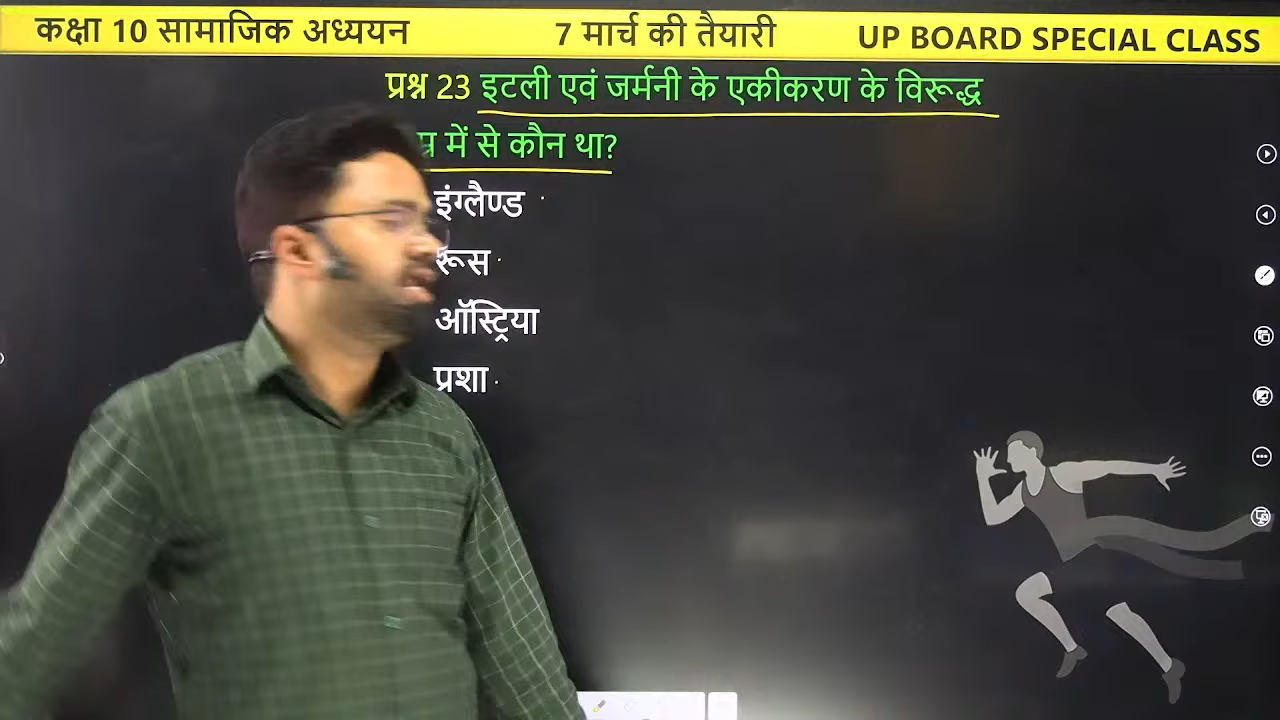 कक्षा 10 सामाजिक अध्ययन 7 मार्च की तैयारी UP BOARD SPECIAL CLASS
प्रश्न 23 इटली एवं जर्मनी के एकीकरण के विरूद्ध
में से कौन था?
इंग्लैण्ड
रूस
ऑस्ट्रिया
प्रशा